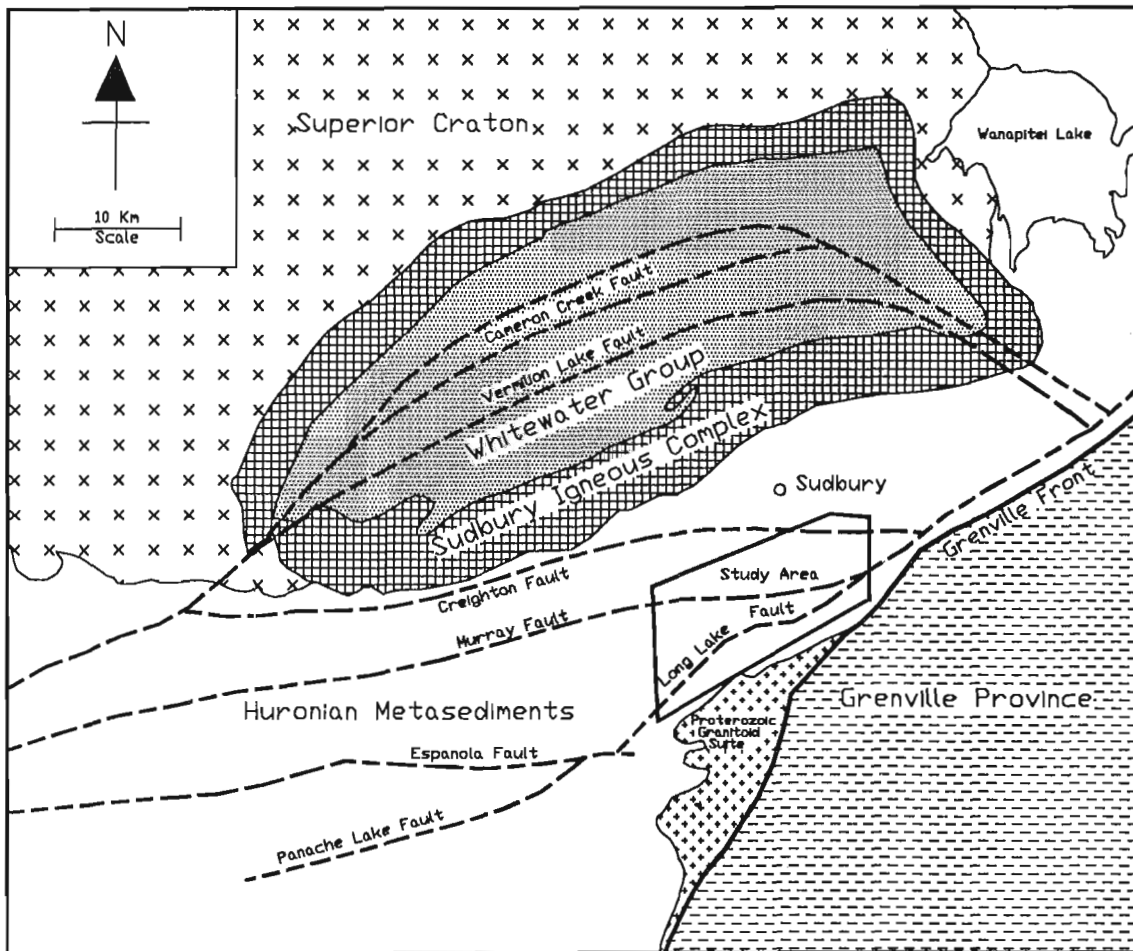 N
10 Km
Scale
Superior Craton
Wanapitei Lake
Cameron Creek Fault
Vermilion Lake Fault
Whitewater Group
Sudbury Igneous Complex
Sudbury
Grenville Front
Creighton Fault
Study Area
Murray Fault
Long Lake Fault
Huronian Metasediments
Grenville Province
Proterozoic
Granitoid
Suite
Espanola Fault
Panache Lake Fault